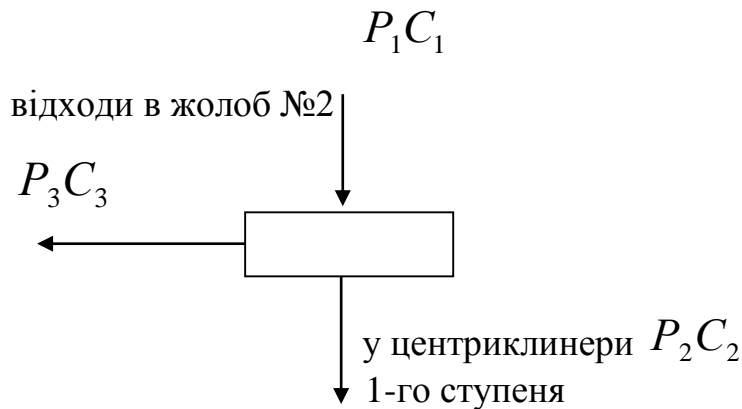 P₁C₁
відходи в жолоб №2
P₃C₃
у центриклинери P₂C₂
1-го ступеня